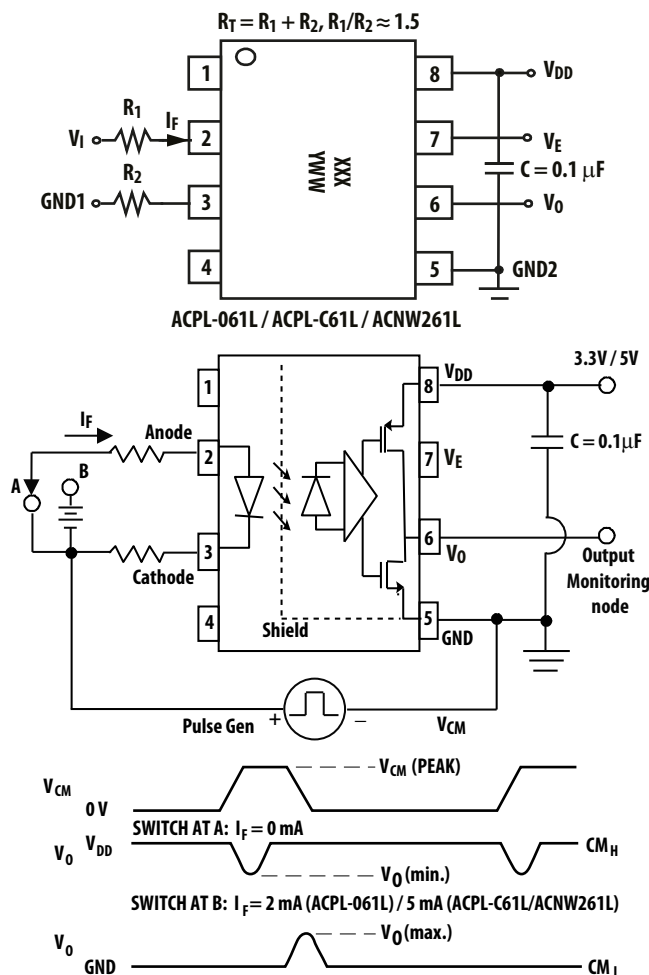 R_T = R_1 + R_2, R_1/R_2 ≈ 1.5
1
8
V_DD
R_1
I_F
V_I
2
7
V_E
XXX
YWW
C = 0.1 μF
R_2
GND1
3
6
V_O
4
5
GND2
ACPL-061L / ACPL-C61L / ACNW261L
1
8
V_DD
3.3V / 5V
I_F
Anode
2
7
V_E
C = 0.1μF
A
B
3
6
V_O
Cathode
Output
Monitoring
node
4
5
Shield
GND
Pulse Gen
+
–
V_CM
V_CM
V_CM (PEAK)
0 V
SWITCH AT A: I_F = 0 mA
V_O
V_DD
CM_H
V_O (min.)
SWITCH AT B: I_F = 2 mA (ACPL-061L) / 5 mA (ACPL-C61L/ACNW261L)
V_O
V_O (max.)
GND
CM_L